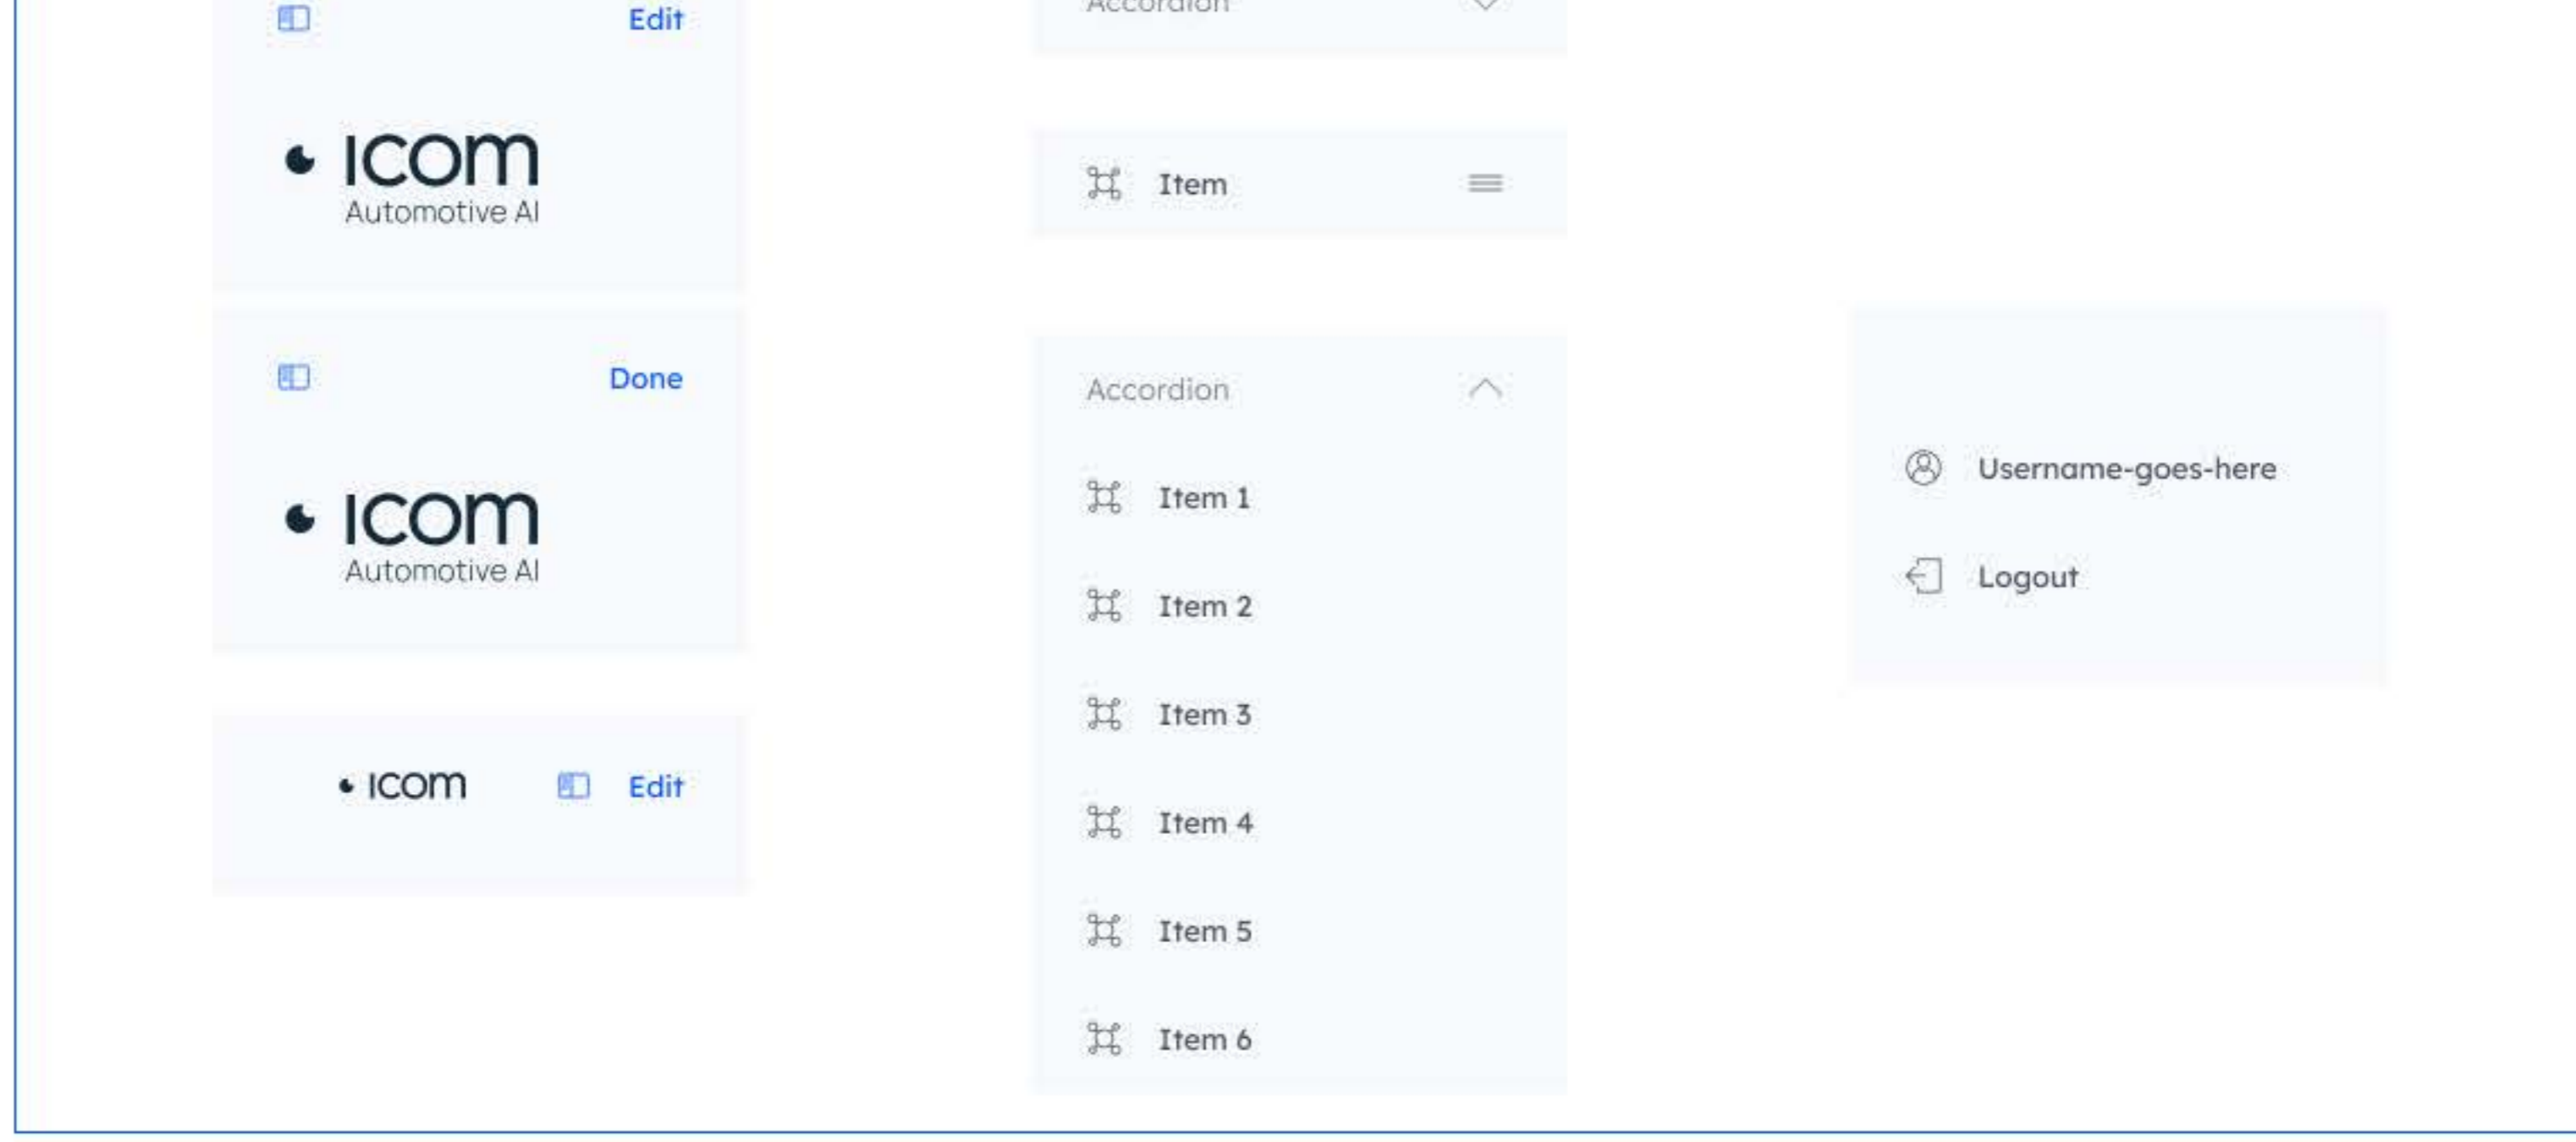 Edit
icom
Automotive AI
Done
icom
Automotive AI
icom
Edit
Accordion
Item
Accordion
Item 1
Item 2
Item 3
Item 4
Item 5
Item 6
Username-goes-here
Logout